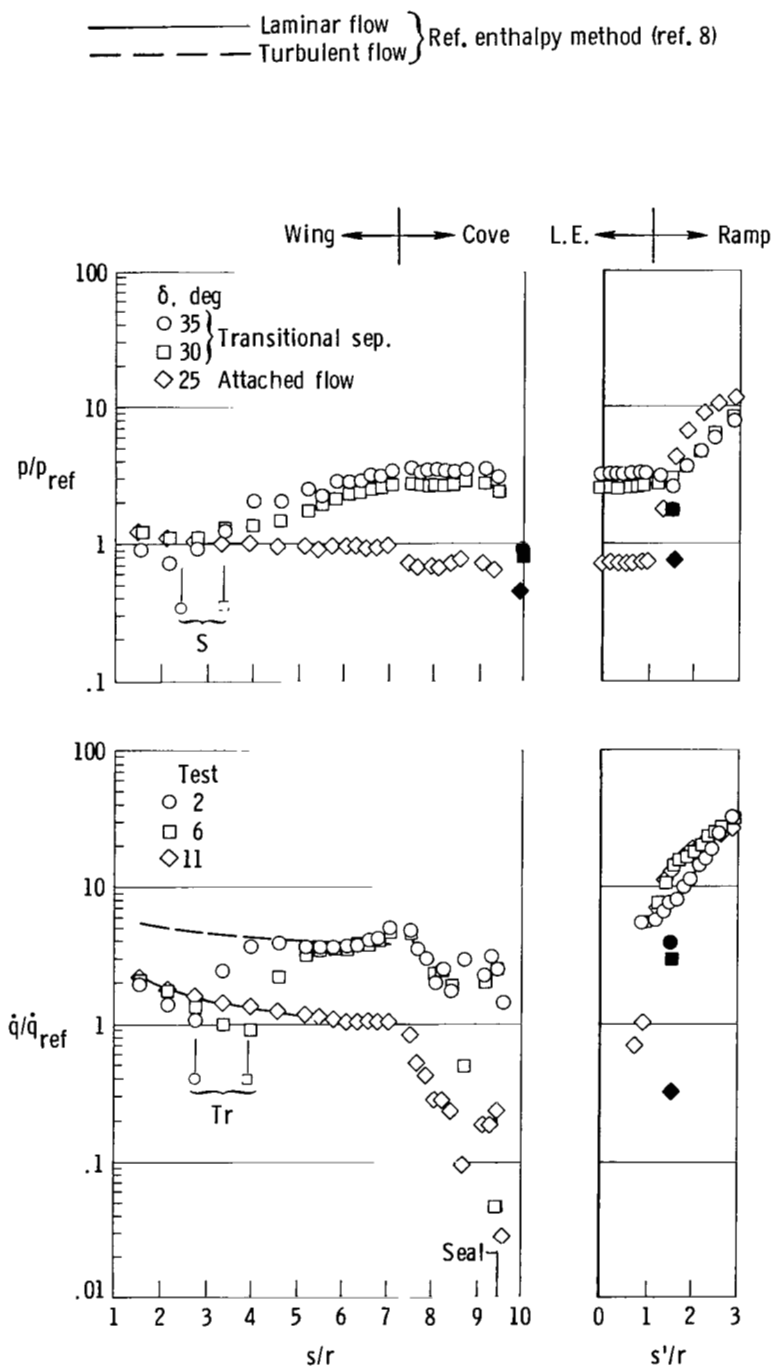 Laminar flow
Turbulent flow
} Ref. enthalpy method (ref. 8)
Wing
Cove
L.E.
Ramp
100
10
1
.1
p/p_ref
δ, deg
35
30
} Transitional sep.
25 Attached flow
S
100
10
1
.1
.01
q̇/q̇_ref
Test
2
6
11
Tr
Seal
1 2 3 4 5 6 7 8 9 10
s/r
0 1 2 3
s'/r